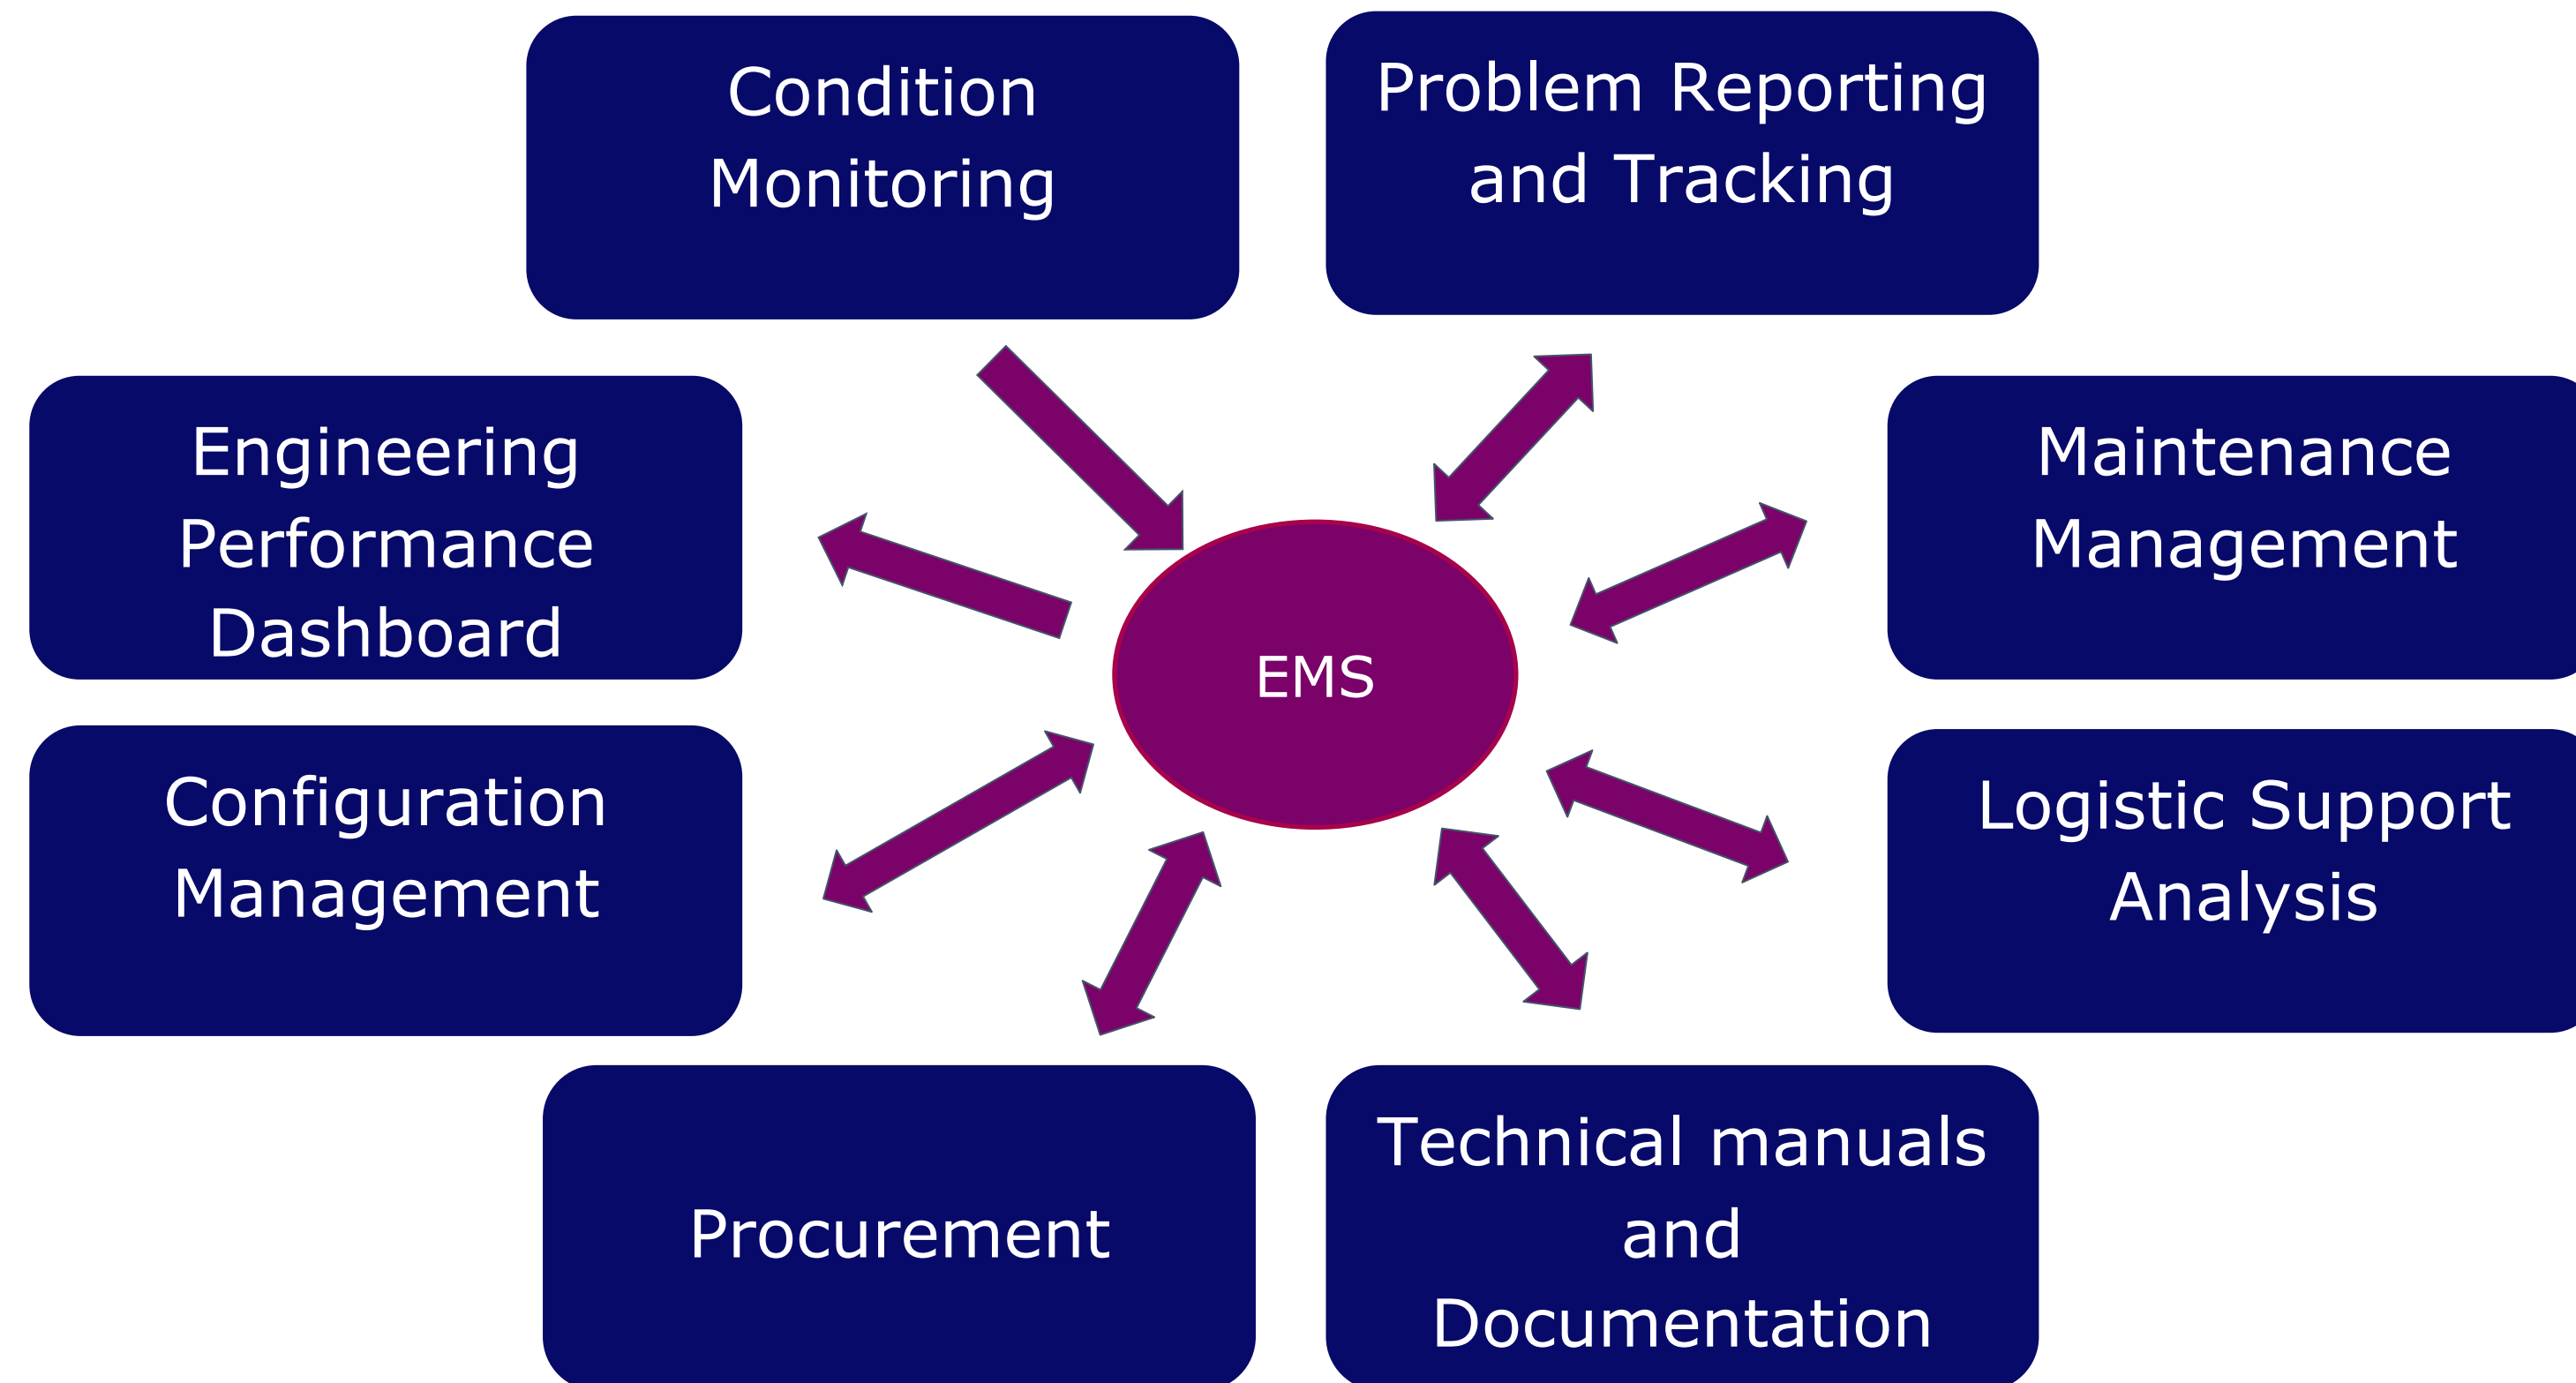 Condition
Monitoring
Problem Reporting
and Tracking
Engineering
Performance
Dashboard
Maintenance
Management
EMS
Configuration
Management
Logistic Support
Analysis
Procurement
Technical manuals
and
Documentation